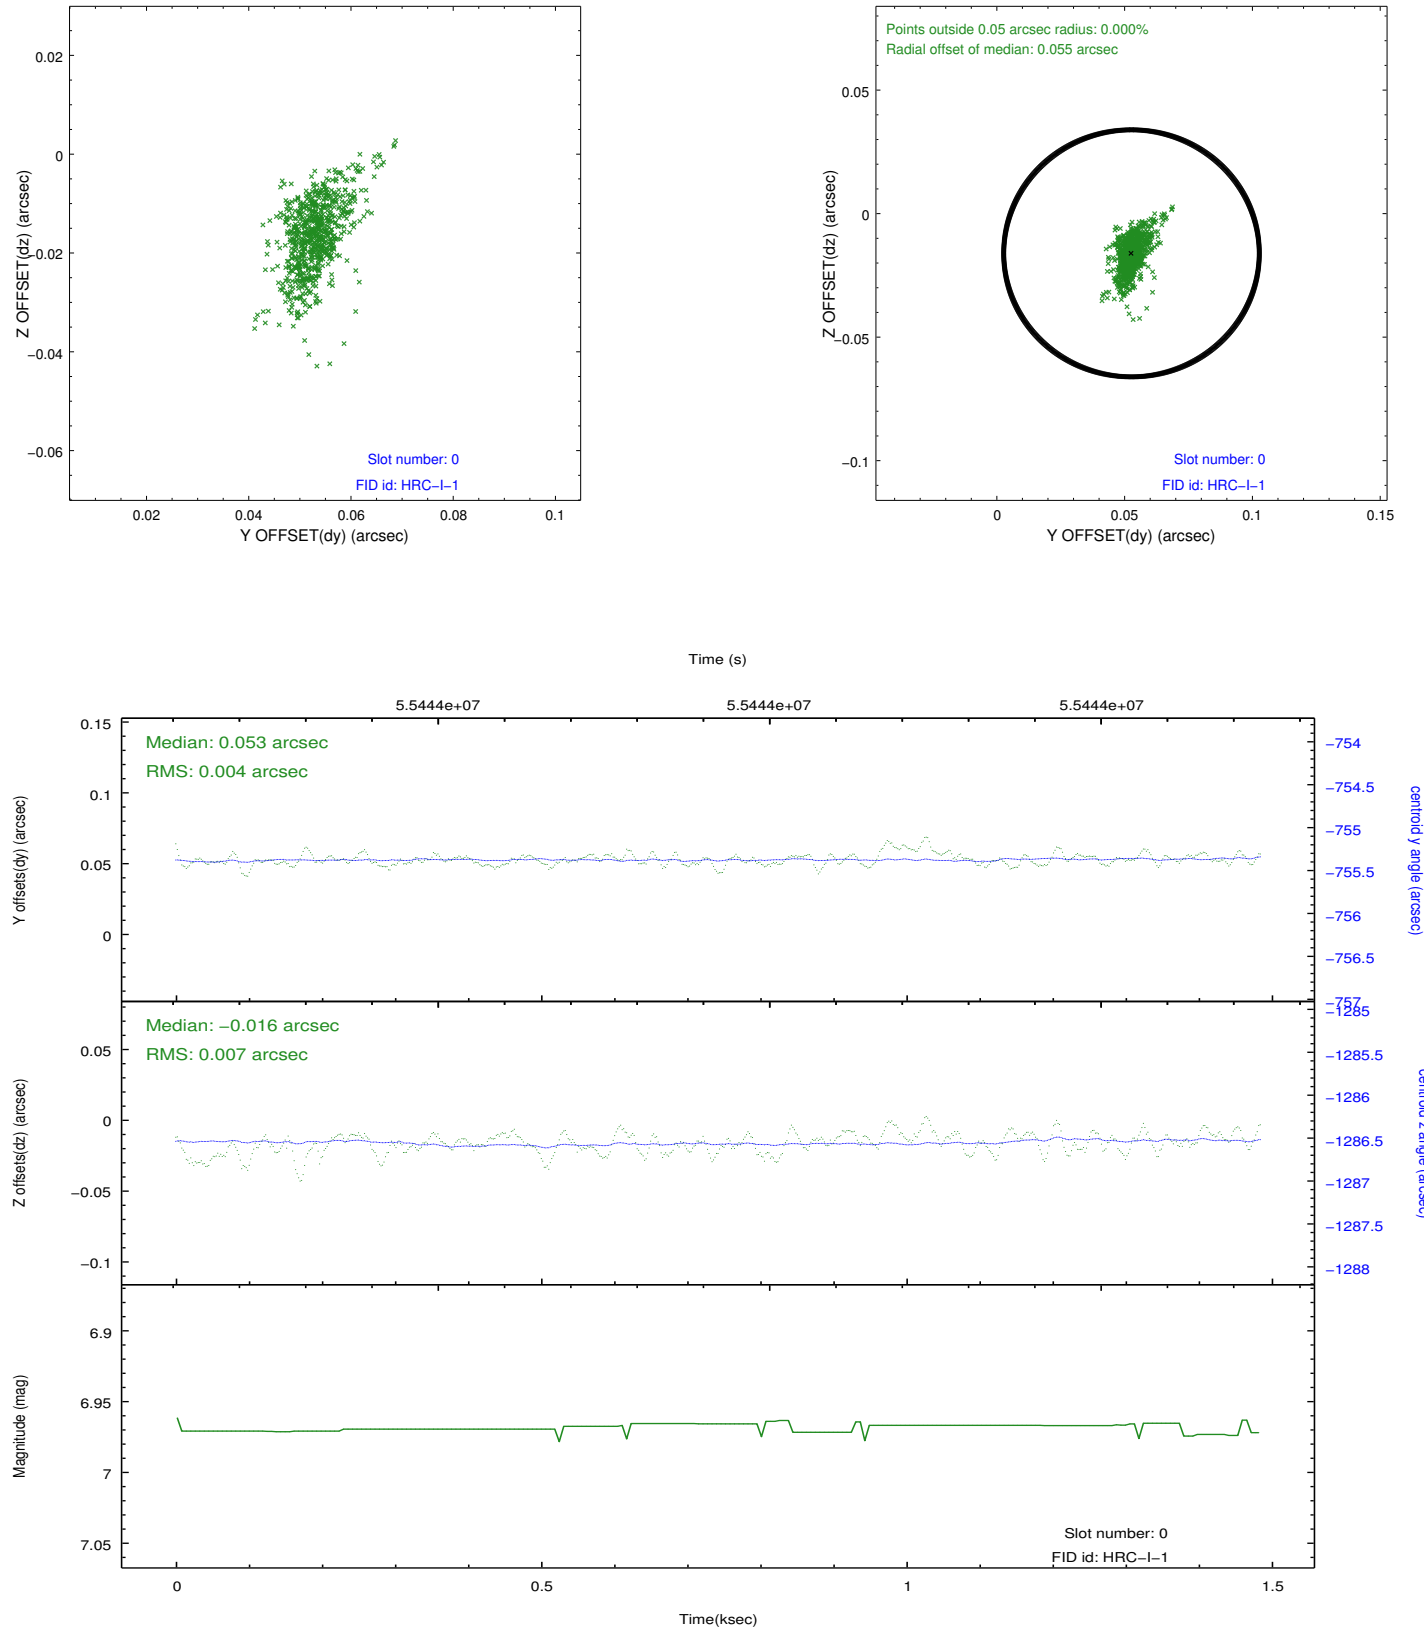 Points outside 0.05 arcsec radius: 0.000%
Radial offset of median: 0.055 arcsec
0.02
0
−0.02
−0.04
−0.06
Z OFFSET(dz) (arcsec)
Slot number: 0
FID id: HRC−I−1
0.02 0.04 0.06 0.08 0.1
Y OFFSET(dy) (arcsec)
0.05
0
−0.05
−0.1
Z OFFSET(dz) (arcsec)
Slot number: 0
FID id: HRC−I−1
0 0.05 0.1 0.15
Y OFFSET(dy) (arcsec)
Time (s)
5.5444e+07 5.5444e+07 5.5444e+07
Median: 0.053 arcsec
RMS: 0.004 arcsec
0.15
0.1
0.05
0
Y offsets(dy) (arcsec)
−754
−754.5
−755
−755.5
−756
−756.5
−757
centroid y angle (arcsec)
Median: −0.016 arcsec
RMS: 0.007 arcsec
0.05
0
−0.05
−0.1
Z offsets(dz) (arcsec)
−1285
−1285.5
−1286
−1286.5
−1287
−1287.5
−1288
centroid z angle (arcsec)
6.9
6.95
7
7.05
Magnitude (mag)
Slot number: 0
FID id: HRC−I−1
0 0.5 1 1.5
Time(ksec)